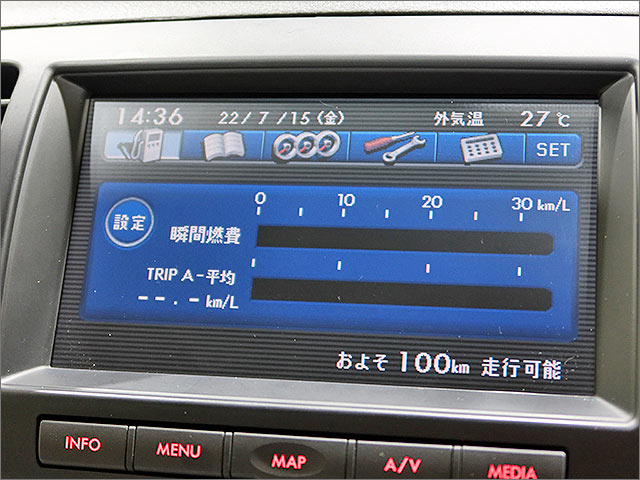 14:36 22/7/15(金) 外気温 27℃
SET
0 10 20 30 km/L
設定
瞬間燃費
TRIP A-平均
--.-km/L
およそ 100km 走行可能
INFO MENU MAP A/V MEDIA